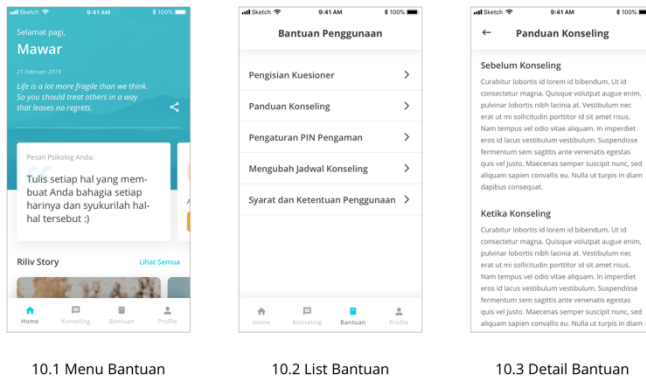 Sketch 9:41 AM 100%
Selamat pagi,
Mawar
21 Februari 2019
Life is a lot more fragile than we think.
So you should treat others in a way
that leaves no regrets.
Pesan Psikolog Anda:
Tulis setiap hal yang mem-
buat Anda bahagia setiap
harinya dan syukurilah hal-
hal tersebut :)
A
Riliv Story Lihat Semua
Home Konseling Bantuan Profile
10.1 Menu Bantuan
Sketch 9:41 AM 100%
Bantuan Penggunaan
Pengisian Kuesioner
Panduan Konseling
Pengaturan PIN Pengaman
Mengubah Jadwal Konseling
Syarat dan Ketentuan Penggunaan
Home Konseling Bantuan Profile
10.2 List Bantuan
Sketch 9:41 AM 100%
Panduan Konseling
Sebelum Konseling
Curabitur lobortis id lorem id bibendum. Ut id
consectetur magna. Quisque volutpat augue enim,
pulvinar lobortis nibh lacinia at. Vestibulum nec
erat ut mi sollicitudin porttitor id sit amet risus.
Nam tempus vel odio vitae aliquam. In imperdiet
eros id lacus vestibulum vestibulum. Suspendisse
fermentum sem sagittis ante venenatis egestas
quis vel justo. Maecenas semper suscipit nunc, sed
aliquam sapien convallis eu. Nulla ut turpis in diam
dapibus consequat.
Ketika Konseling
Curabitur lobortis id lorem id bibendum. Ut id
consectetur magna. Quisque volutpat augue enim,
pulvinar lobortis nibh lacinia at. Vestibulum nec
erat ut mi sollicitudin porttitor id sit amet risus.
Nam tempus vel odio vitae aliquam. In imperdiet
eros id lacus vestibulum vestibulum. Suspendisse
fermentum sem sagittis ante venenatis egestas
quis vel justo. Maecenas semper suscipit nunc, sed
aliquam sapien convallis eu. Nulla ut turpis in diam
10.3 Detail Bantuan